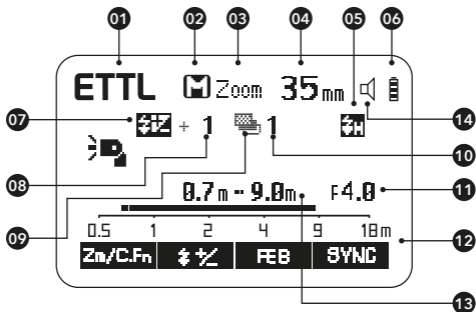 01 02 03 04 05 06
ETTL M Zoom 35mm
07 + 1 1 H 14
08 10
0.7m - 9.0m F4.0 11
09
0.5 1 2 4 9 18m 12
Zm/C.Fn +/- FEB SYNC
13